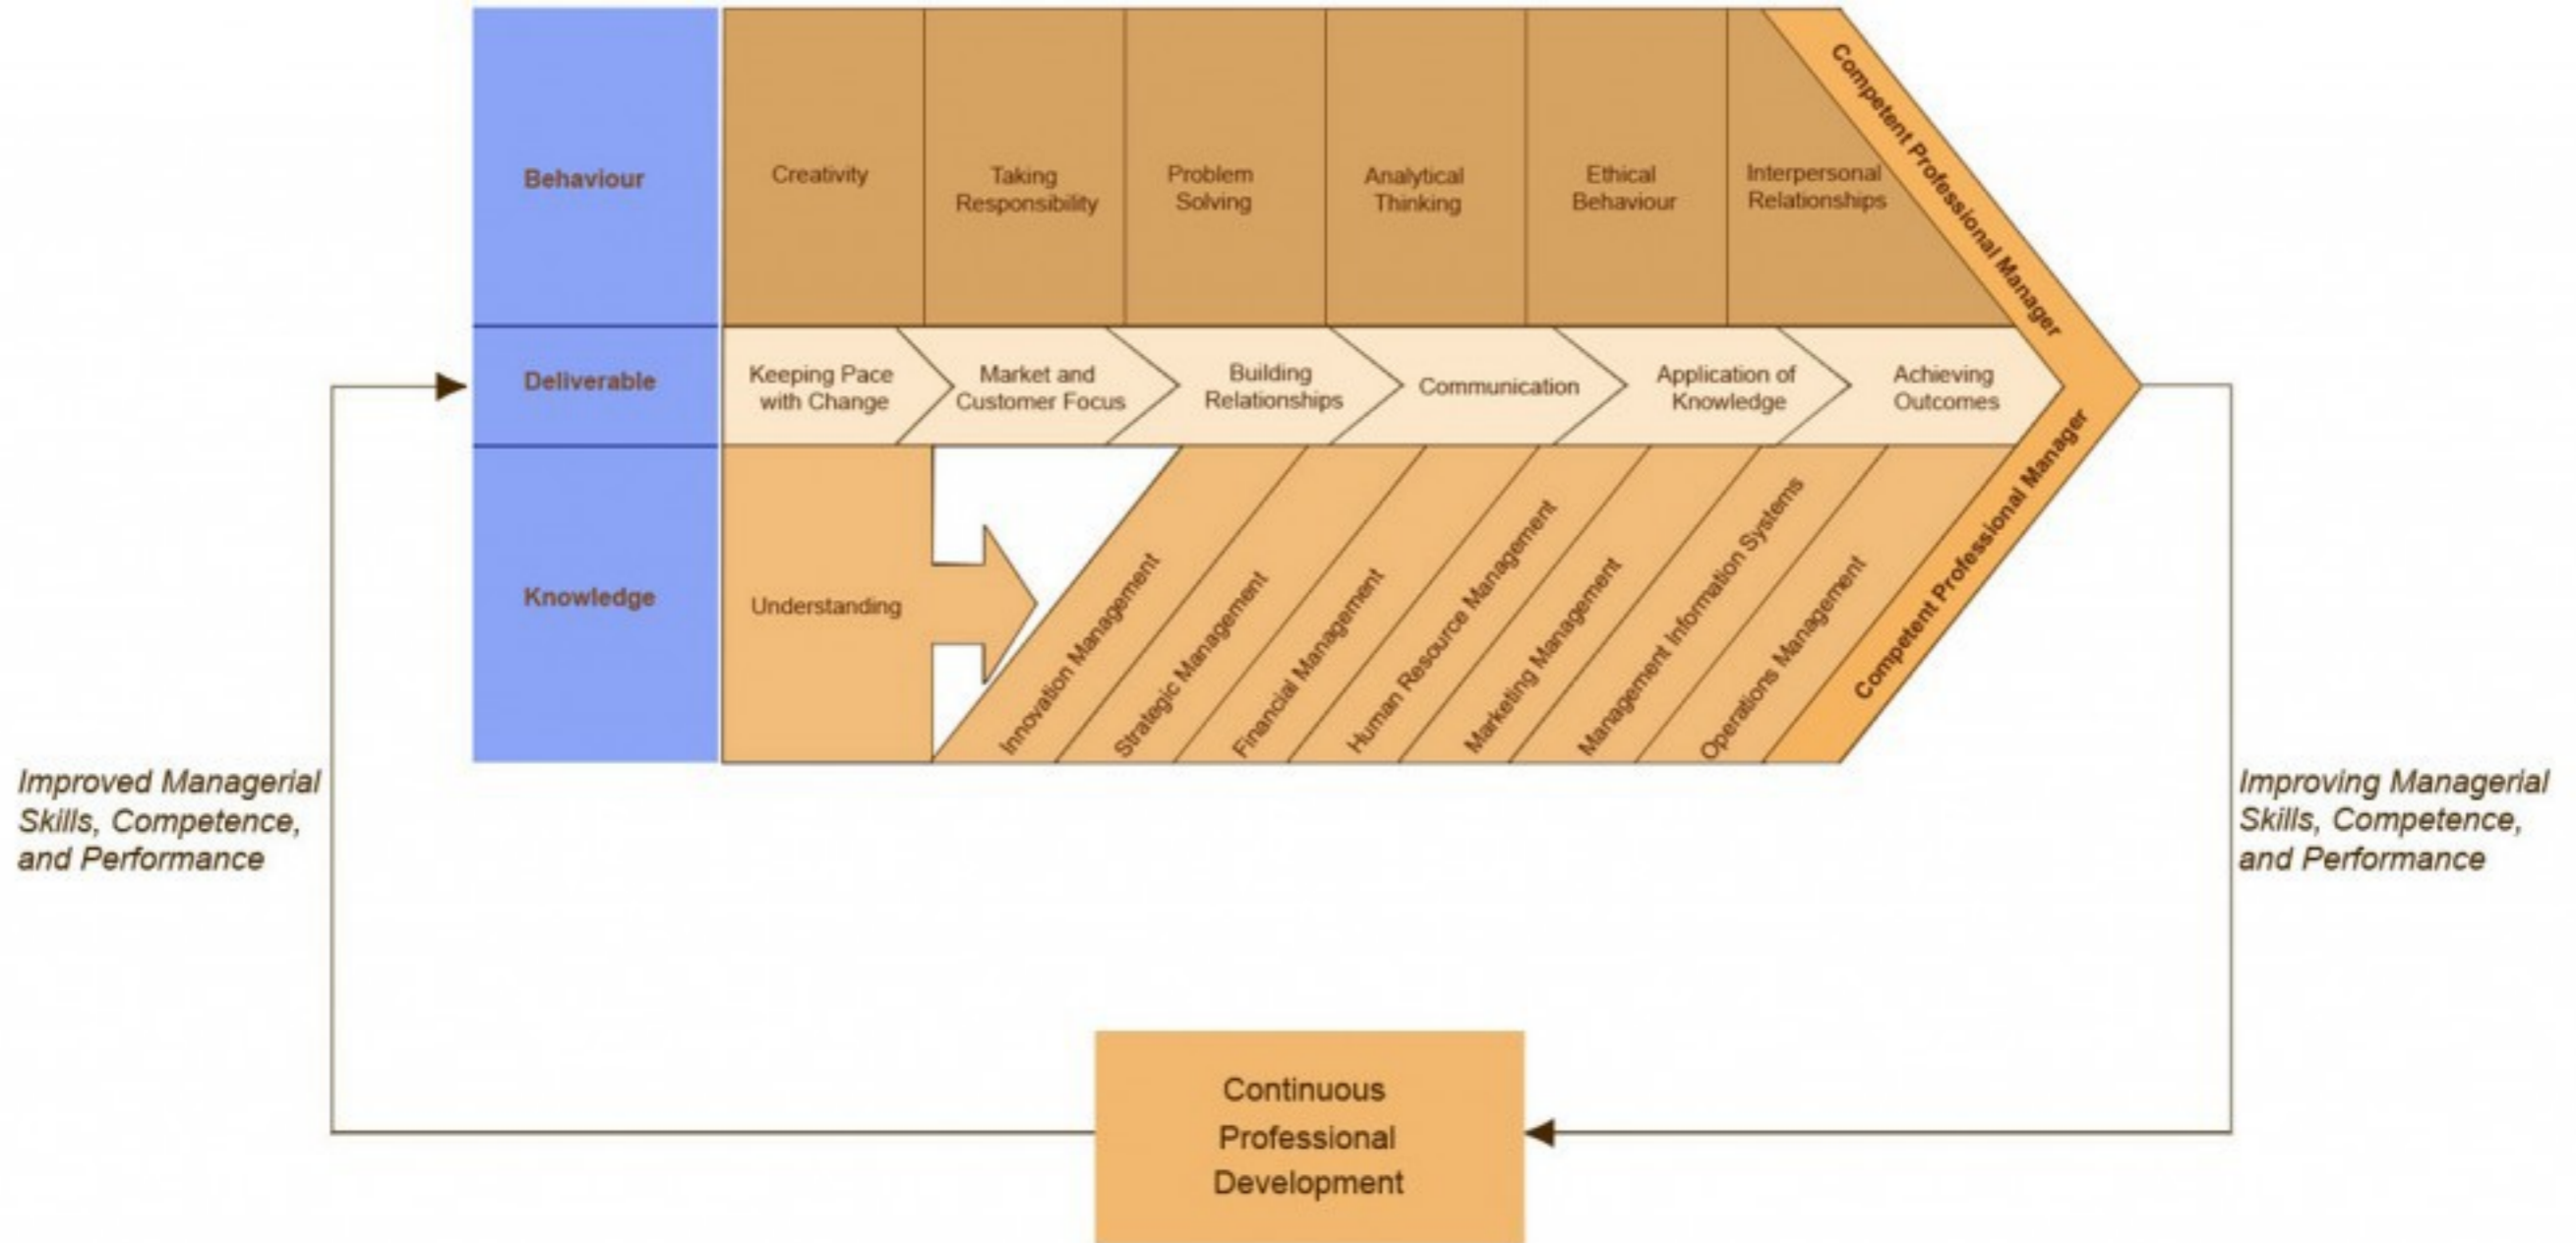 Behaviour
Creativity
Taking
Responsibility
Problem
Solving
Analytical
Thinking
Ethical
Behaviour
Interpersonal
Relationships
Competent Professional Manager
Deliverable
Keeping Pace
with Change
Market and
Customer Focus
Building
Relationships
Communication
Application of
Knowledge
Achieving
Outcomes
Knowledge
Understanding
Innovation Management
Strategic Management
Financial Management
Human Resource Management
Marketing Management
Management Information Systems
Operations Management
Competent Professional Manager
Improved Managerial
Skills, Competence,
and Performance
Improving Managerial
Skills, Competence,
and Performance
Continuous
Professional
Development